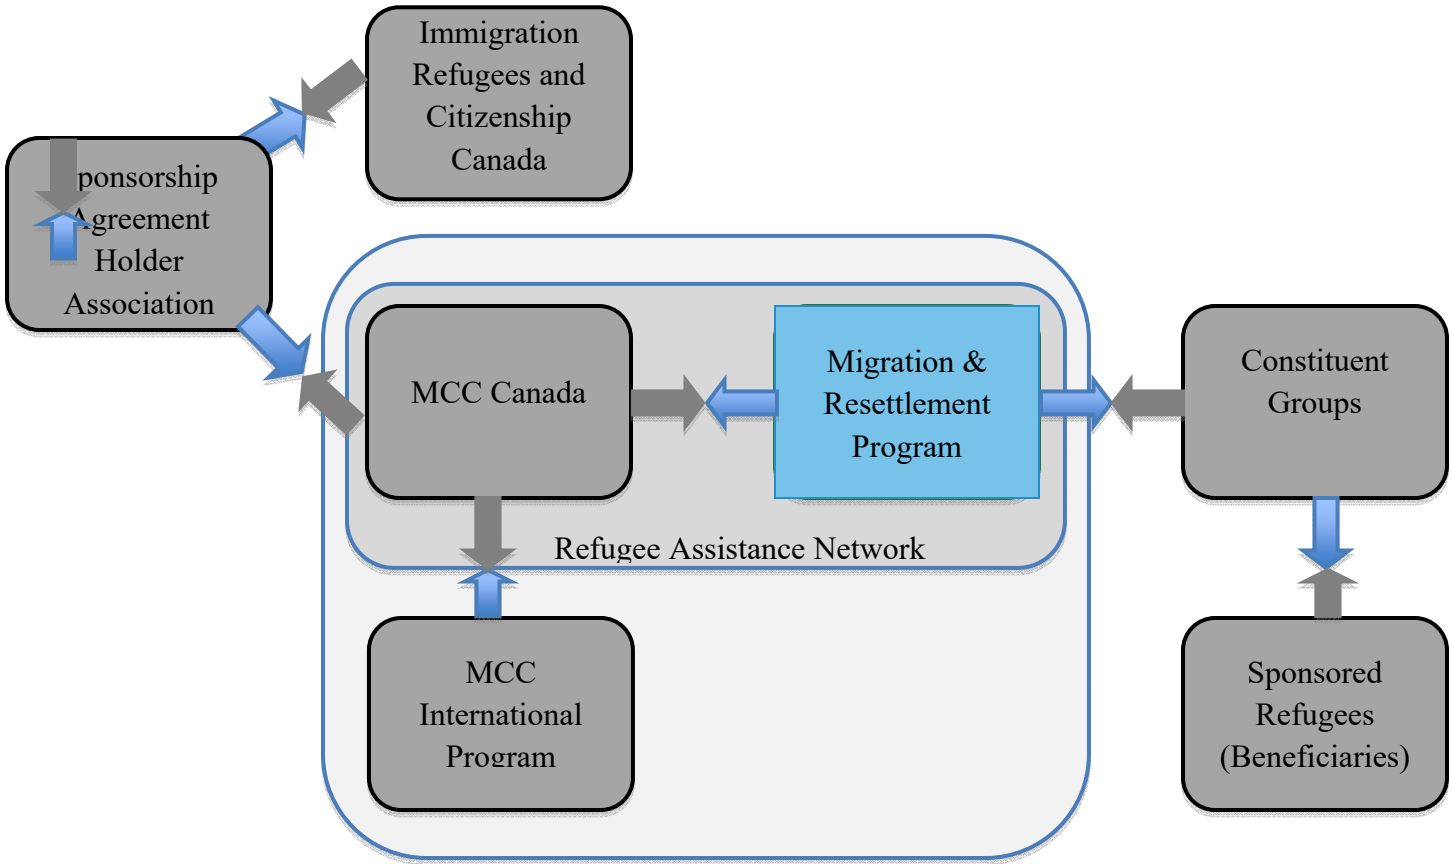 Immigration
Refugees and
Citizenship
Canada
ponsorship
Agreement
Holder
Association
MCC Canada
Migration &
Resettlement
Program
Constituent
Groups
Refugee Assistance Network
MCC
International
Program
Sponsored
Refugees
(Beneficiaries)